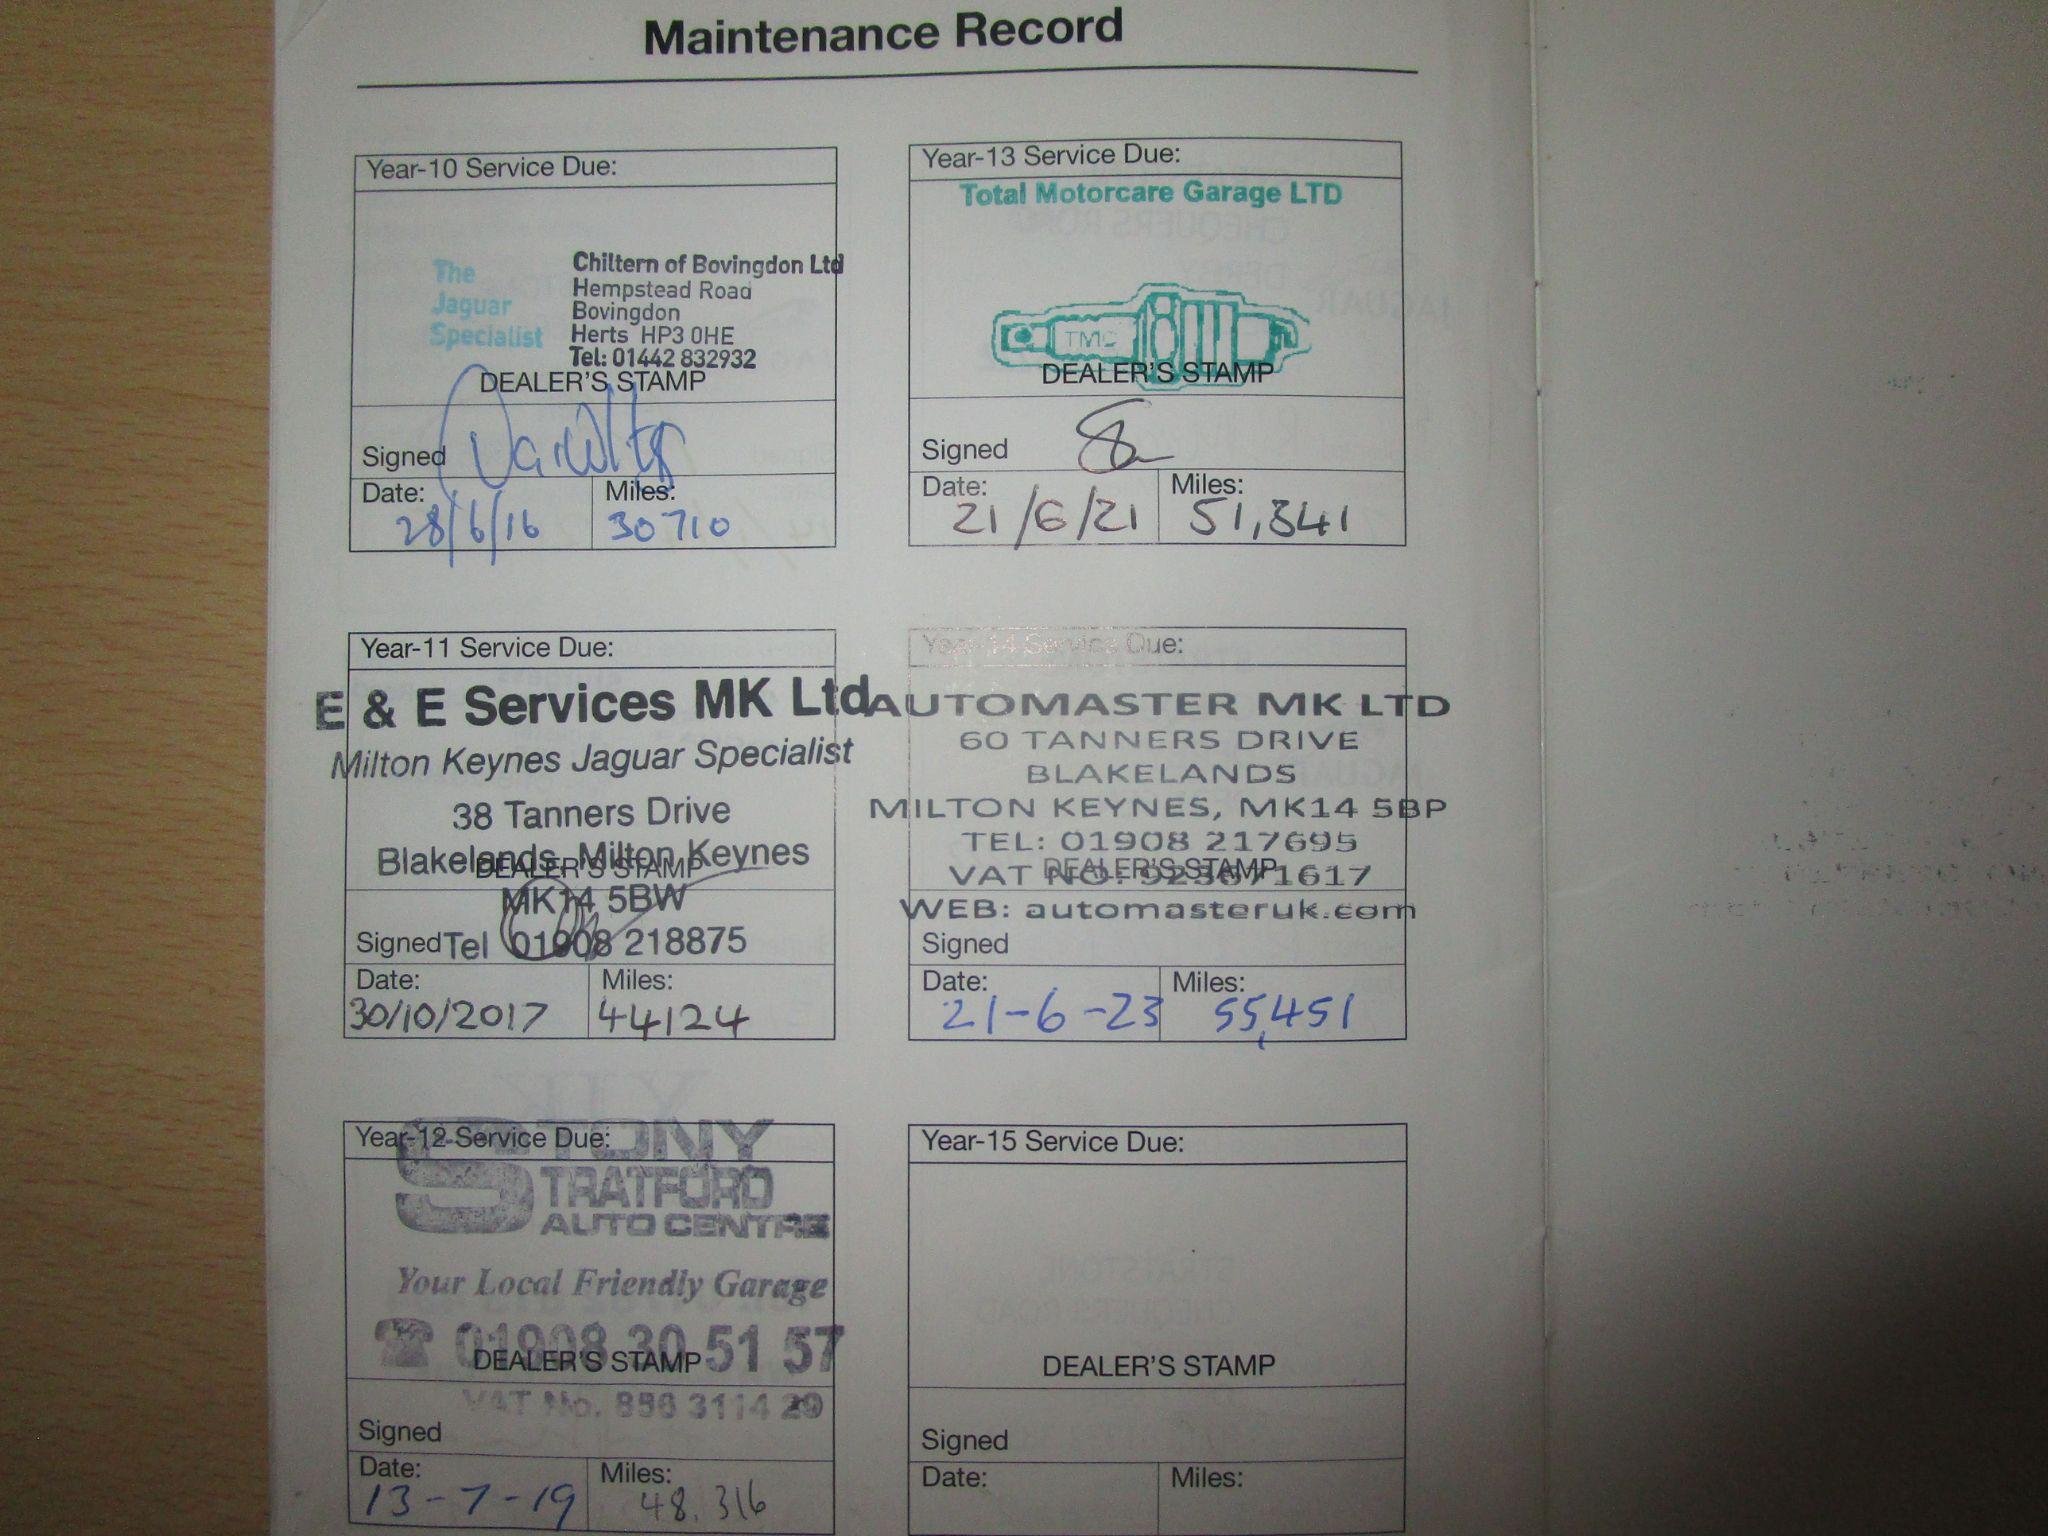 Maintenance Record
Year-10 Service Due:
The
Jaguar
Specialist
Chiltern of Bovingdon Ltd
Hempstead Road
Bovingdon
Herts HP3 0HE
Tel: 01442 832932
DEALER'S STAMP
Signed
Date:
28/6/16
Miles:
30710
Year-11 Service Due:
E & E Services MK Ltd
Milton Keynes Jaguar Specialist
38 Tanners Drive
Blakelands, Milton Keynes
DEALER'S STAMP
MK14 5BW
Signed
Tel 01908 218875
Date:
30/10/2017
Miles:
44124
Year-12 Service Due:
STONY
STRATFORD
AUTO CENTRE
Your Local Friendly Garage
01908 30 51 57
DEALER'S STAMP
VAT No. 3114 29
Signed
Date:
13-7-19
Miles:
48.316
Year-13 Service Due:
Total Motorcare Garage LTD
TMC
DEALER'S STAMP
Signed
Date:
21/6/21
Miles:
51,341
Year-14 Service Due:
AUTOMASTER MK LTD
60 TANNERS DRIVE
BLAKELANDS
MILTON KEYNES, MK14 5BP
TEL: 01908 217695
DEALER'S STAMP
VAT NO:
WEB: automasteruk.com
Signed
Date:
21-6-23
Miles:
55,451
Year-15 Service Due:
DEALER'S STAMP
Signed
Date:
Miles: